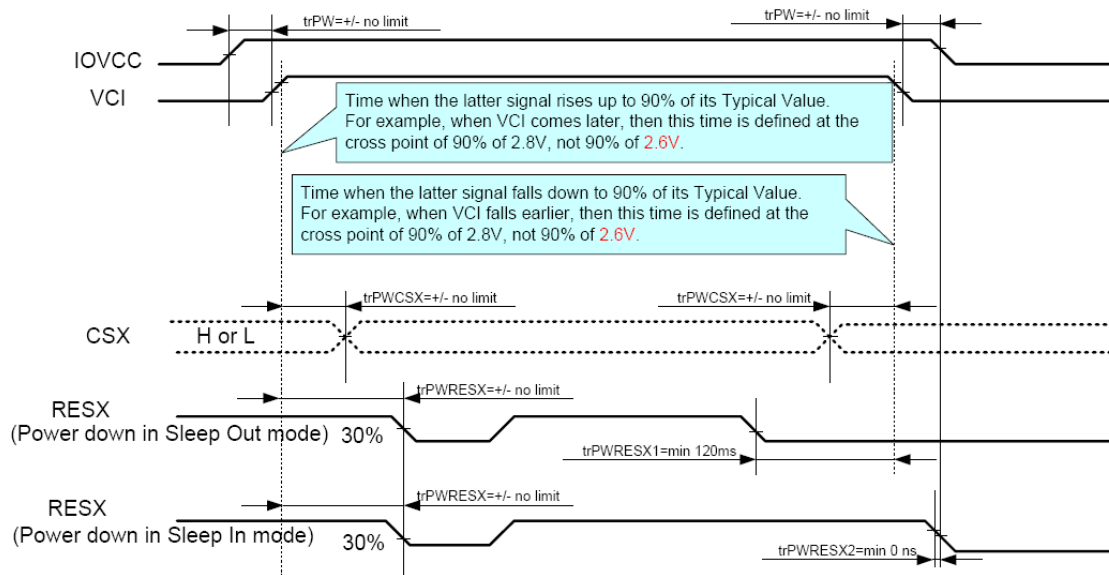 trPW=+/- no limit
trPW=+/- no limit
IOVCC
VCI
Time when the latter signal rises up to 90% of its Typical Value.
For example, when VCI comes later, then this time is defined at the
cross point of 90% of 2.8V, not 90% of 2.6V.
Time when the latter signal falls down to 90% of its Typical Value.
For example, when VCI falls earlier, then this time is defined at the
cross point of 90% of 2.8V, not 90% of 2.6V.
trPWCSX=+/- no limit
trPWCSX=+/- no limit
CSX
H or L
trPWRESX=+/- no limit
RESX
(Power down in Sleep Out mode)
30%
trPWRESX1=min 120ms
trPWRESX=+/- no limit
RESX
(Power down in Sleep In mode)
30%
trPWRESX2=min 0 ns